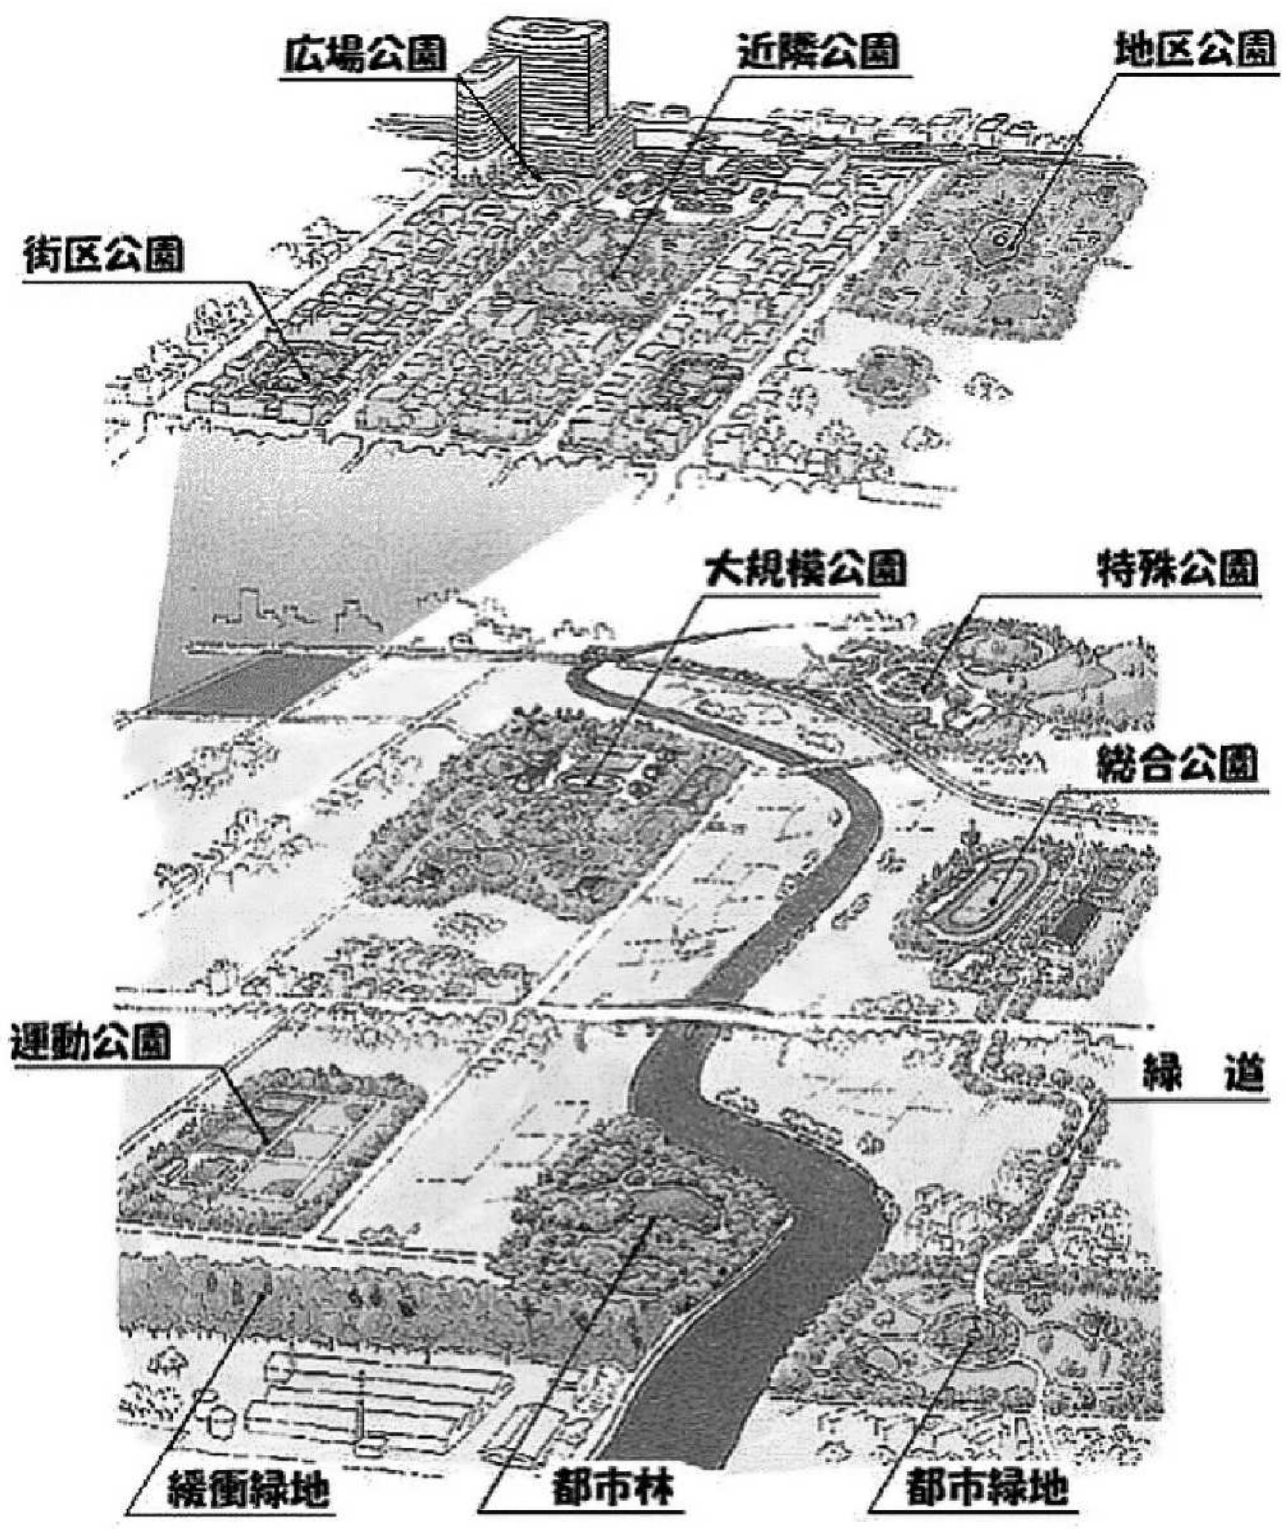 広場公園
近隣公園
地区公園
街区公園
大規模公園
特殊公園
総合公園
運動公園
緑 道
緩衝緑地
都市林
都市緑地